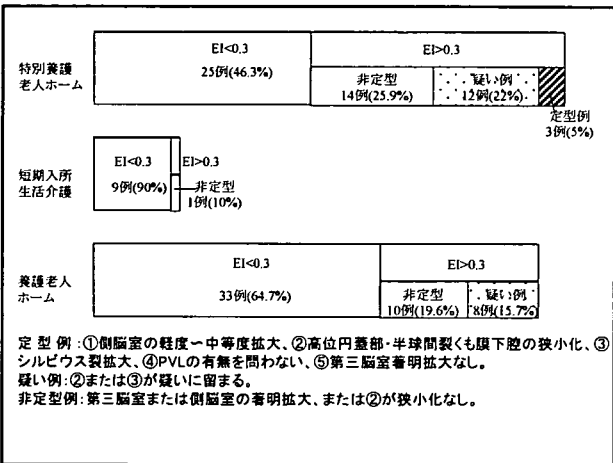 EI<0.3
EI>0.3
特別養護
老人ホーム
25例(46.3%)
非定型
14例(25.9%)
疑い例
12例(22%)
定型例
3例(5%)
短期入所
生活介護
EI<0.3
EI>0.3
9例(90%)
非定型
1例(10%)
養護老人
ホーム
EI<0.3
EI>0.3
33例(64.7%)
非定型
10例(19.6%)
疑い例
8例(15.7%)
定型例:①側脳室の軽度〜中等度拡大、②高位円蓋部・半球間裂くも膜下腔の狭小化、③
シルビウス裂拡大、④PVLの有無を問わない、⑤第三脳室著明拡大なし。
疑い例:②または③が疑いに留まる。
非定型例:第三脳室または側脳室の著明拡大、または②が狭小化なし。